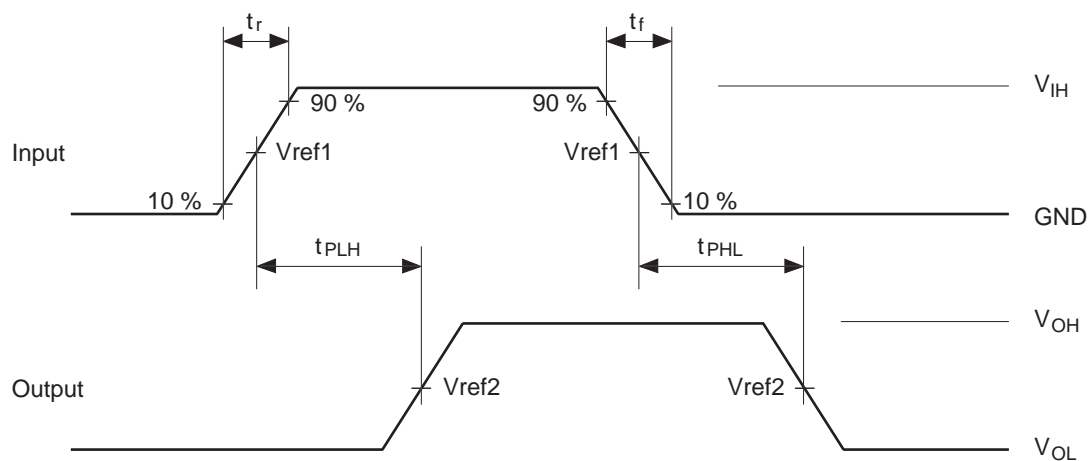 tr
tf
90 %
90 %
VIH
Input
Vref1
Vref1
10 %
10 %
GND
tPLH
tPHL
VOH
Output
Vref2
Vref2
VOL